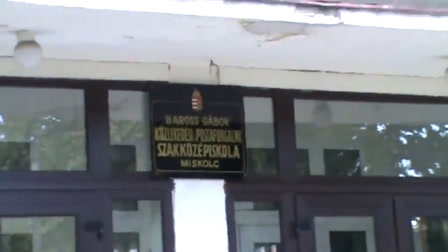 BAROSS GÁBOR
KÖZLEKEDÉSI POSTAFORGALMI
SZAKKÖZÉPISKOLA
MISKOLC